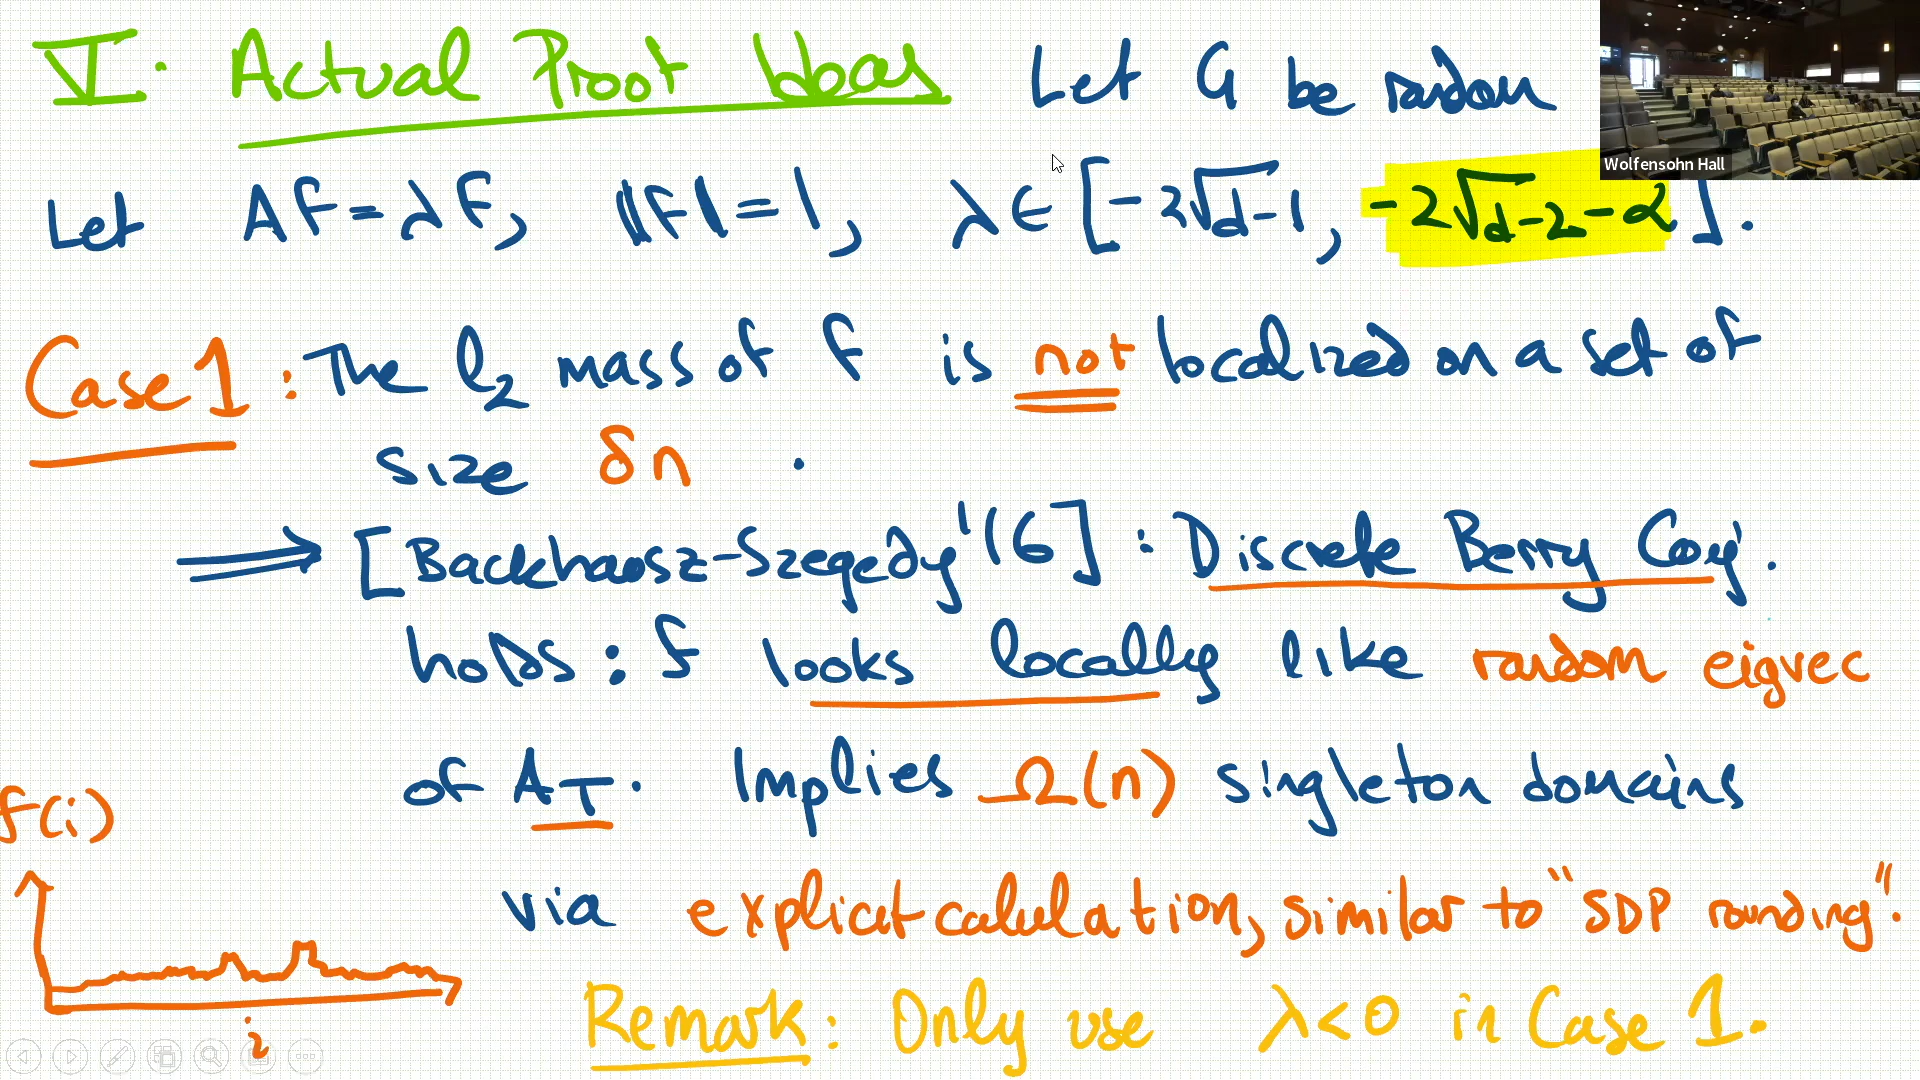 V. Actual Proof Ideas Let G be random
Wolfensohn Hall
Let Af=λf, ‖f‖=1, λ∈[-2√d-1, -2√d-2-α].
Case 1: The l₂ mass of f is not localized on a set of
size δn.
⟹ [Backhausz-Szegedy '16]: Discrete Berry Conj.
holds: f looks locally like random eigvec
of A_T. Implies Ω(n) singleton domains
f(i)
via explicit calculation, similar to "SDP rounding".
i
Remark: Only use λ<0 in Case 1.